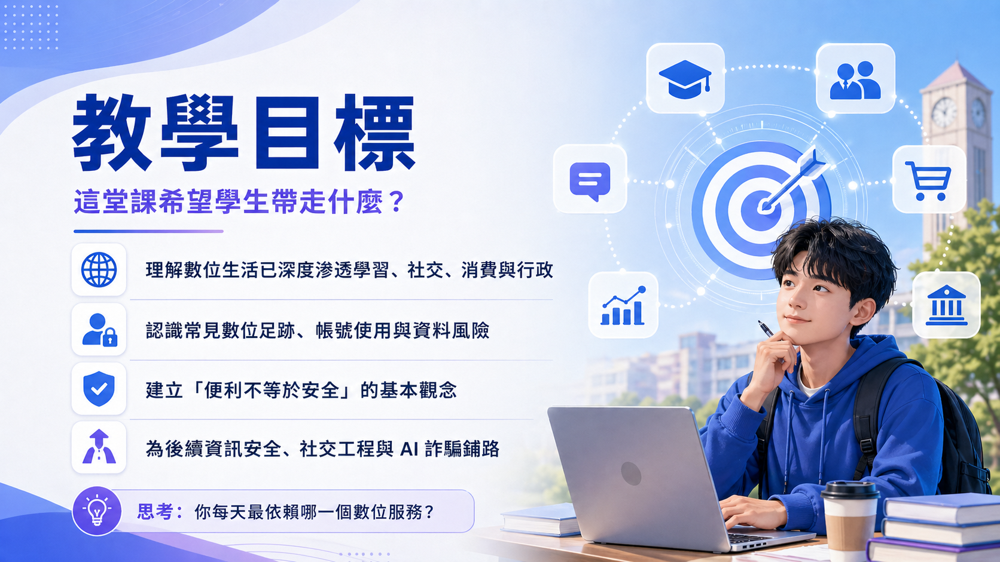 教學目標
這堂課希望學生帶走什麼？
理解數位生活已深度滲透學習、社交、消費與行政
認識常見數位足跡、帳號使用與資料風險
建立「便利不等於安全」的基本觀念
為後續資訊安全、社交工程與 AI 詐騙鋪路
思考：你每天最依賴哪一個數位服務？